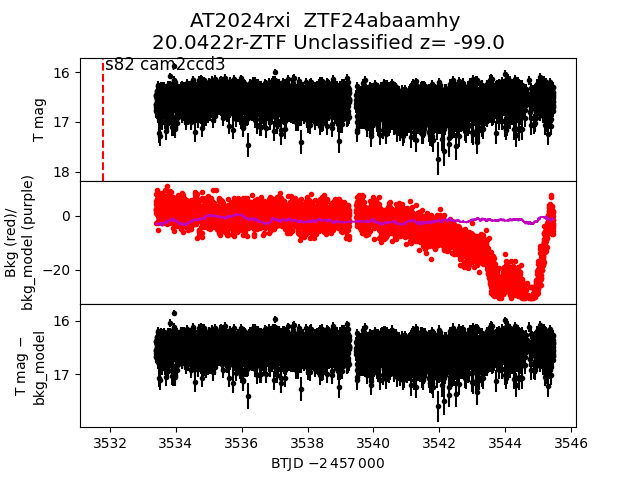 AT2024rxi  ZTF24abaamhy
20.0422r-ZTF Unclassified z= -99.0
s82 cam2ccd3
16
17
18
T mag
0
−20
Bkg (red)/
bkg_model (purple)
16
17
T mag −
bkg_model
3532 3534 3536 3538 3540 3542 3544 3546
BTJD −2 457 000